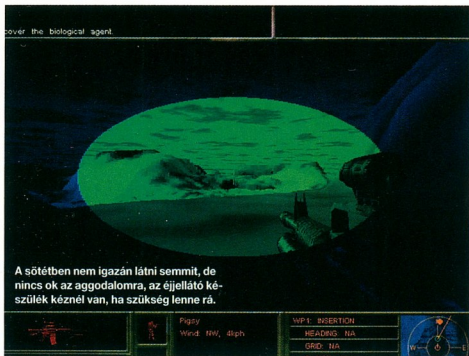 cover the biological agent.
A sötétben nem igazán látni semmit, de
nincs ok az aggodalomra, az éjjellátó ké-
szülék kéznél van, ha szükség lenne rá.
Pigsy
Wind: NW, 4kph
WP1: INSERTION
HEADING: NA
GRID: NA
W
E